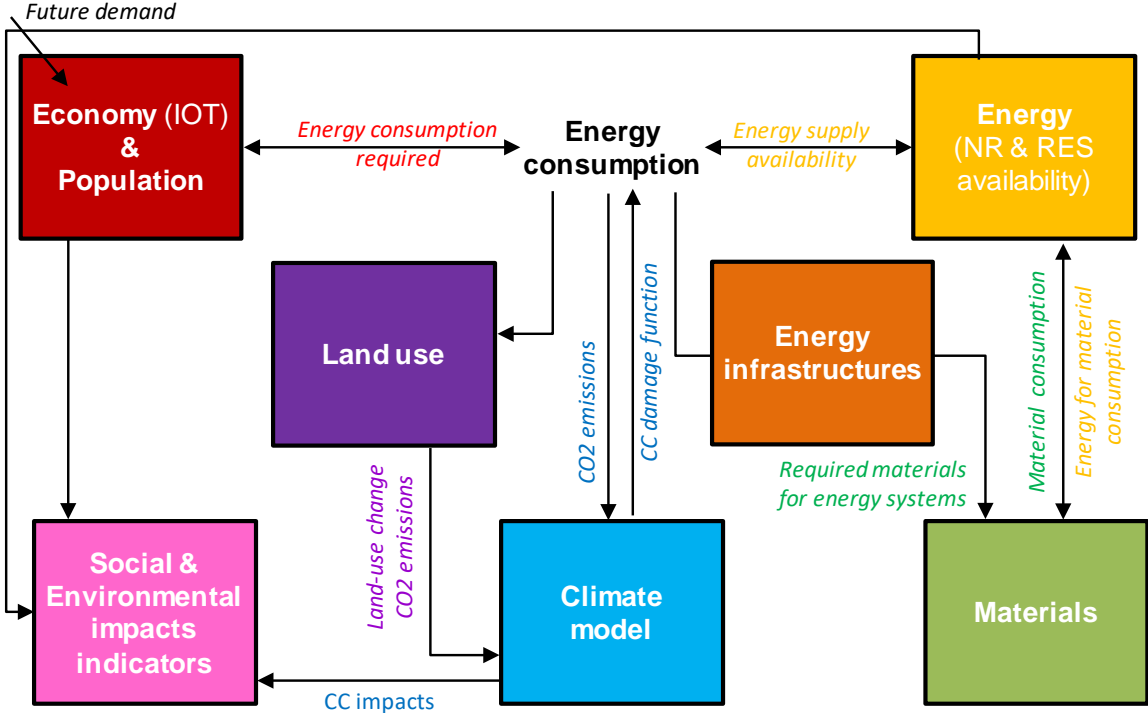 Future demand
Economy (IOT)
&
Population
Energy consumption
required
Energy
consumption
Energy supply
availability
Energy
(NR & RES
availability)
Land use
CO2 emissions
CC damage function
Energy
infrastructures
Material consumption
Energy for material
consumption
Required materials
for energy systems
Land-use change
CO2 emissions
Social &
Environmental
impacts
indicators
Climate
model
Materials
CC impacts